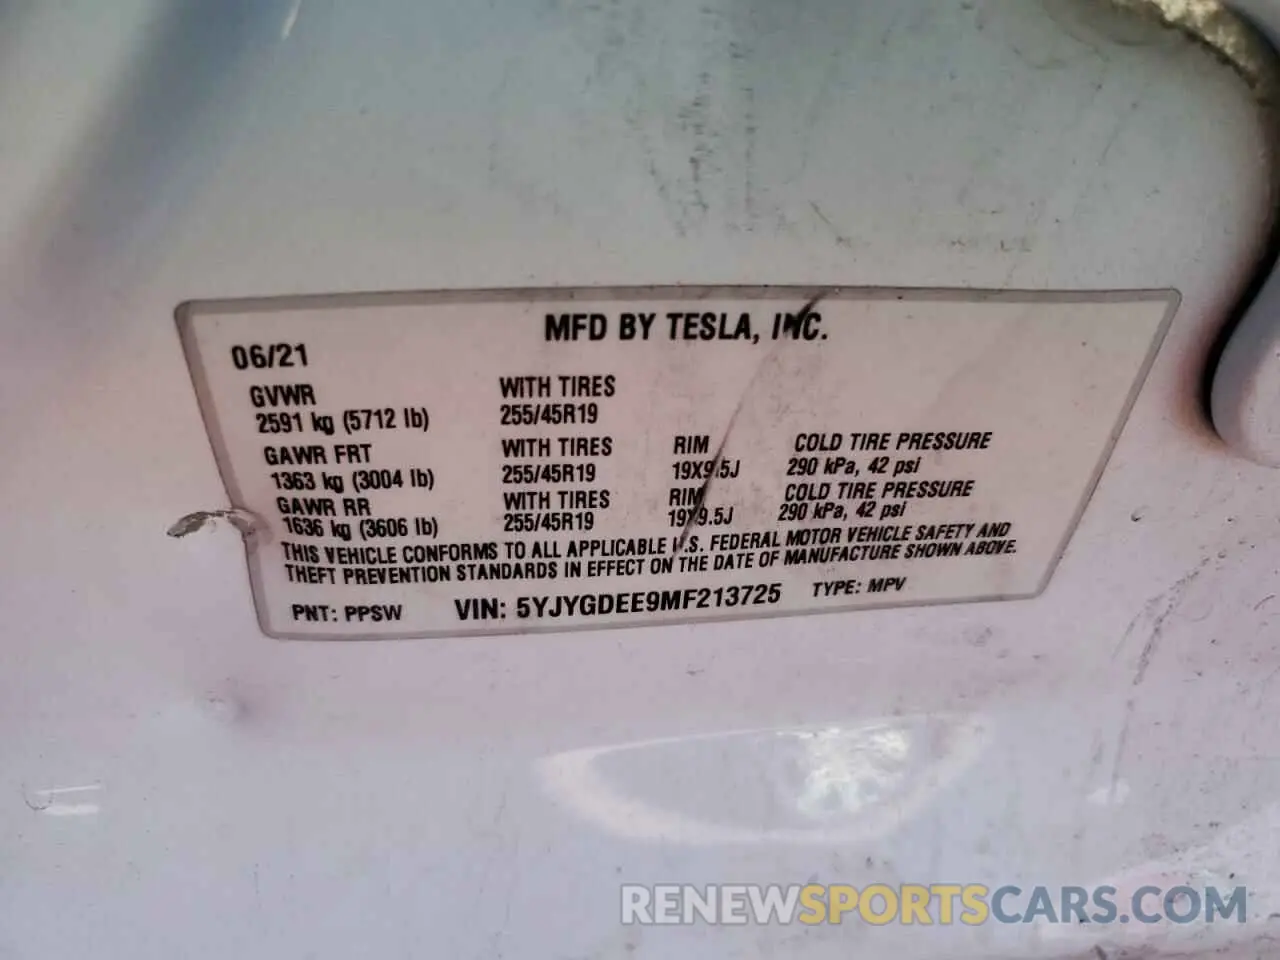 MFD BY TESLA, INC.
06/21
GVWR WITH TIRES
2591 kg (5712 lb) 255/45R19
GAWR FRT WITH TIRES RIM COLD TIRE PRESSURE
1363 kg (3004 lb) 255/45R19 19X9.5J 290 kPa, 42 psi
GAWR RR WITH TIRES RIM COLD TIRE PRESSURE
1636 kg (3606 lb) 255/45R19 19X9.5J 290 kPa, 42 psi
THIS VEHICLE CONFORMS TO ALL APPLICABLE U.S. FEDERAL MOTOR VEHICLE SAFETY AND
THEFT PREVENTION STANDARDS IN EFFECT ON THE DATE OF MANUFACTURE SHOWN ABOVE.
PNT: PPSW VIN: 5YJYGDEE9MF213725 TYPE: MPV
RENEWSPORTSCARS.COM